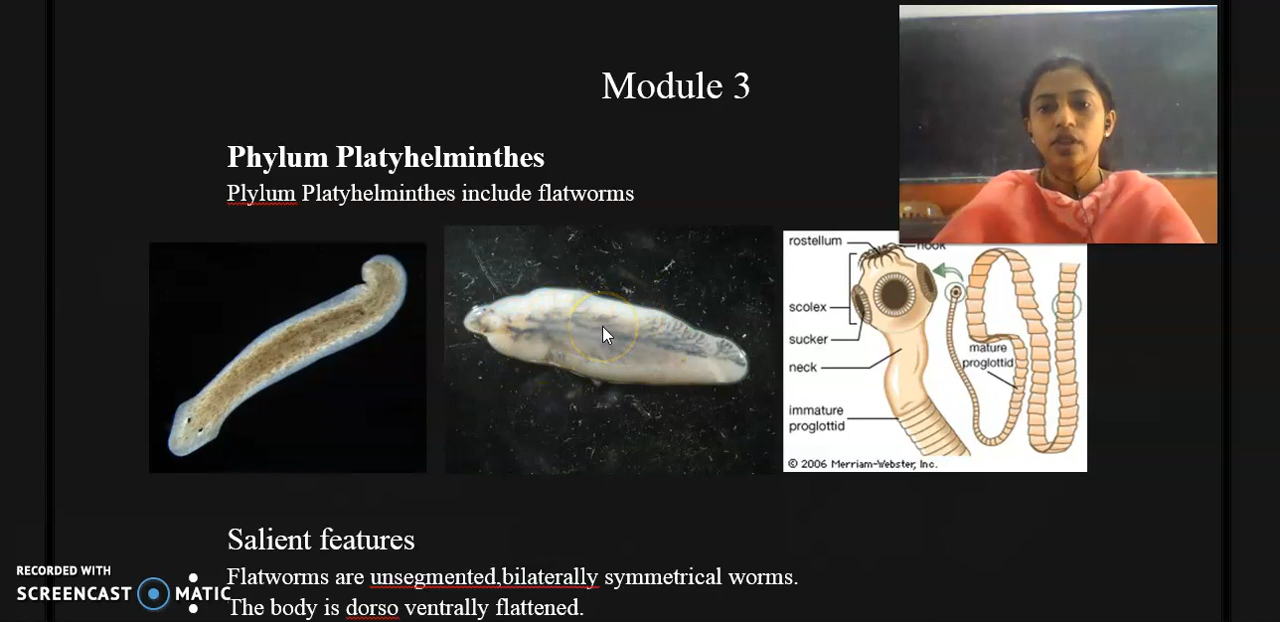 Module 3
Phylum Platyhelminthes
Plylum Platyhelminthes include flatworms
rostellum
hook
scolex
sucker
neck
mature
proglottid
immature
proglottid
© 2006 Merriam-Webster, Inc.
Salient features
Flatworms are unsegmented,bilaterally symmetrical worms.
The body is dorso ventrally flattened.
RECORDED WITH
SCREENCAST MATIC